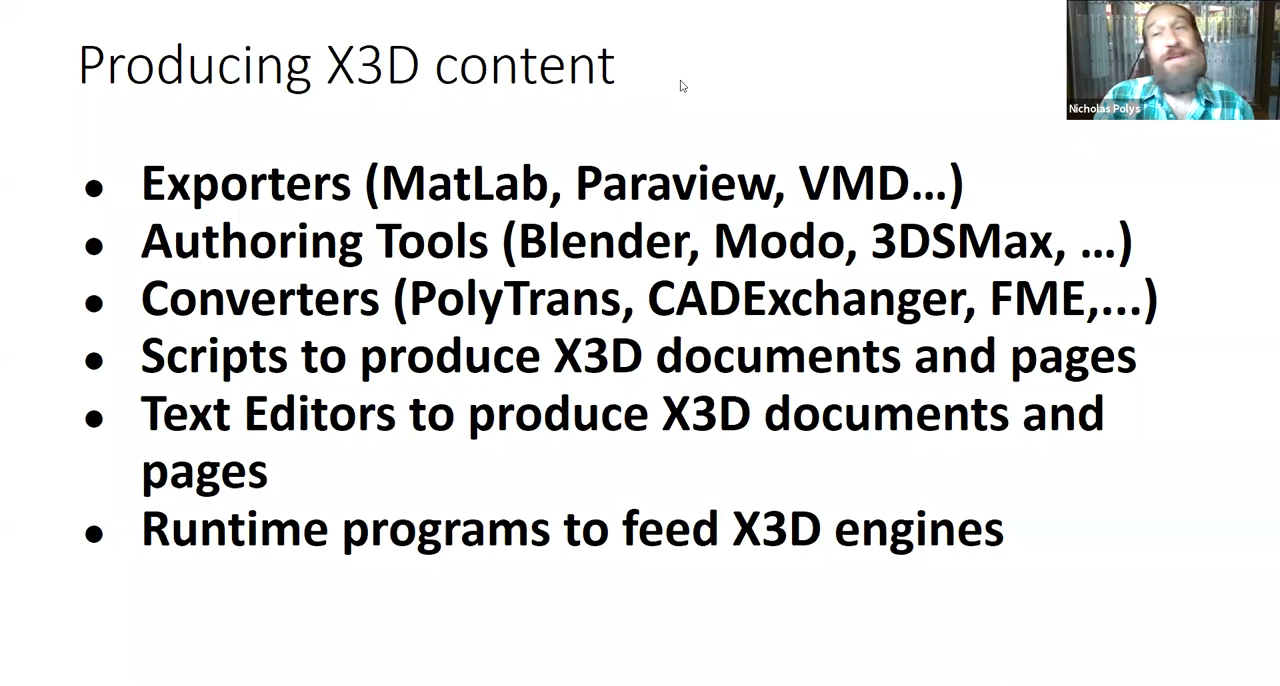 Producing X3D content
Nicholas Polys
● Exporters (MatLab, Paraview, VMD…)
● Authoring Tools (Blender, Modo, 3DSMax, …)
● Converters (PolyTrans, CADExchanger, FME,...)
● Scripts to produce X3D documents and pages
● Text Editors to produce X3D documents and
pages
● Runtime programs to feed X3D engines